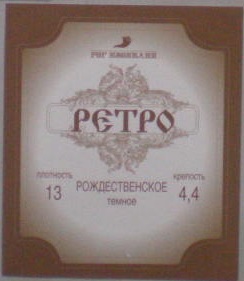 РЕТРО
плотность
крепость
13
РОЖДЕСТВЕНСКОЕ
4,4
темное